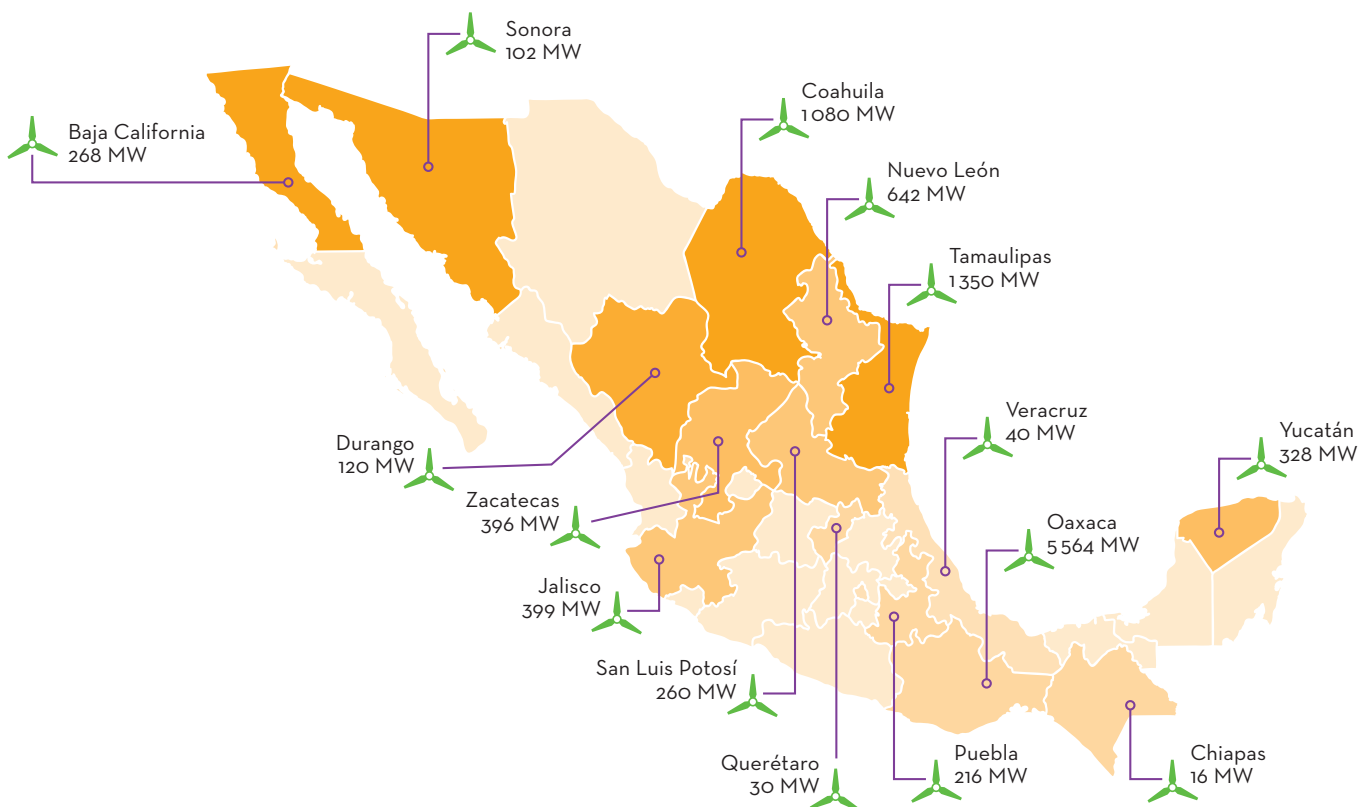 Sonora
102 MW
Coahuila
1 080 MW
Baja California
268 MW
Nuevo León
642 MW
Tamaulipas
1 350 MW
Veracruz
40 MW
Yucatán
328 MW
Durango
120 MW
Zacatecas
396 MW
Oaxaca
5 564 MW
Jalisco
399 MW
San Luis Potosí
260 MW
Querétaro
30 MW
Puebla
216 MW
Chiapas
16 MW